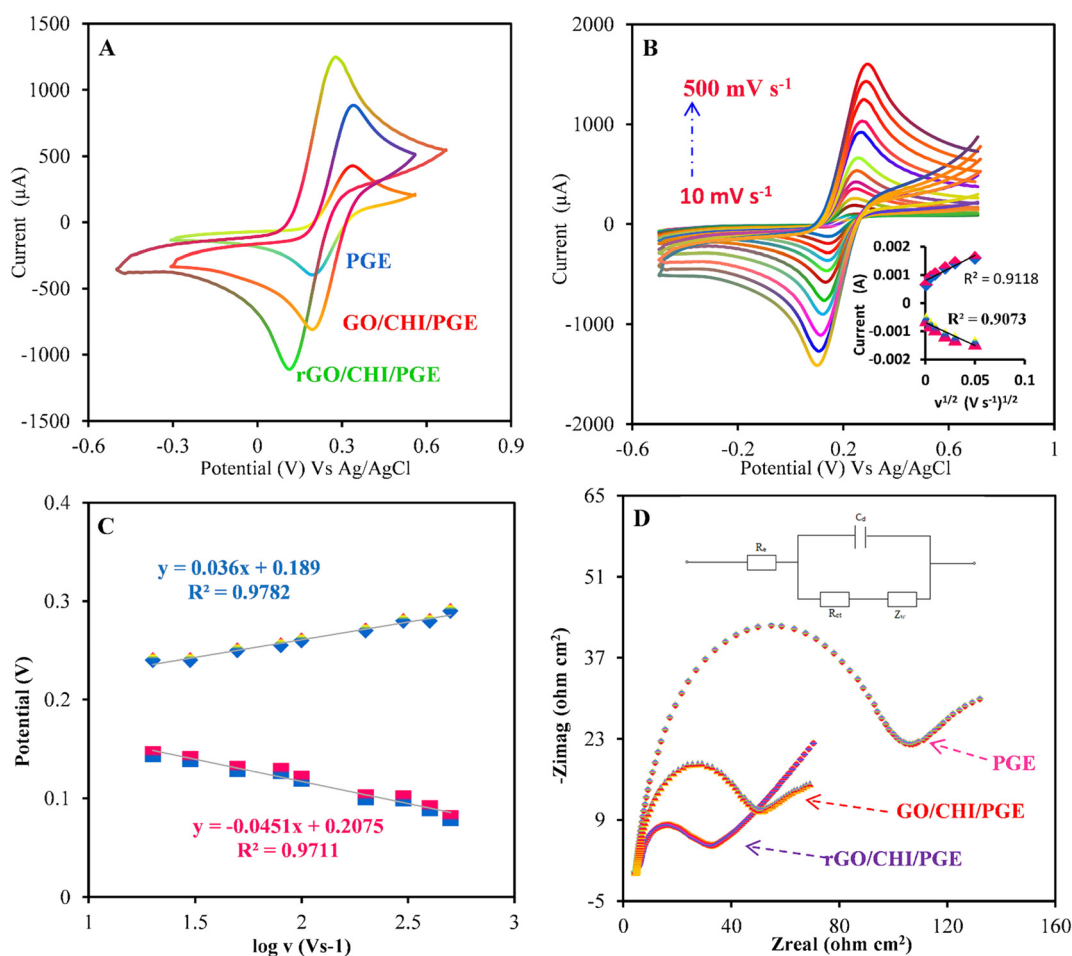 A
1500
1000
500
0
-500
-1000
-1500
Current (µA)
-0.6
-0.3
0
0.3
0.6
0.9
Potential (V) Vs Ag/AgCl
PGE
GO/CHI/PGE
rGO/CHI/PGE
B
2000
1000
0
-1000
-2000
Current (µA)
500 mV s-1
10 mV s-1
-0.6
-0.2
0.2
0.6
1
Potential (V) Vs Ag/AgCl
0.002
0.001
0
-0.001
-0.002
Current (A)
R² = 0.9118
R² = 0.9073
0
0.05
0.1
v1/2 (V s-1)1/2
C
0.4
0.3
0.2
0.1
0
Potential (V)
y = 0.036x + 0.189
R² = 0.9782
y = -0.0451x + 0.2075
R² = 0.9711
1
1.5
2
2.5
3
log v (Vs-1)
D
65
51
37
23
9
-5
-Zimag (ohm cm2)
Cd
Re
Rct
Zw
PGE
GO/CHI/PGE
rGO/CHI/PGE
0
40
80
120
160
Zreal (ohm cm2)